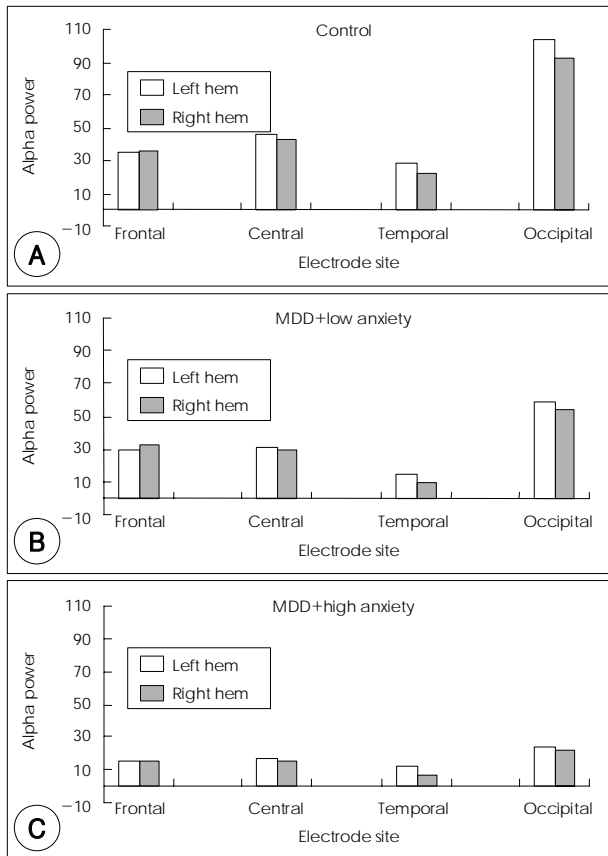 Control
110
90
70
50
30
10
−10
Alpha power
Left hem
Right hem
Frontal Central Temporal Occipital
Electrode site
A
MDD+low anxiety
110
90
70
50
30
10
−10
Alpha power
Left hem
Right hem
Frontal Central Temporal Occipital
Electrode site
B
MDD+high anxiety
110
90
70
50
30
10
−10
Alpha power
Left hem
Right hem
Frontal Central Temporal Occipital
Electrode site
C